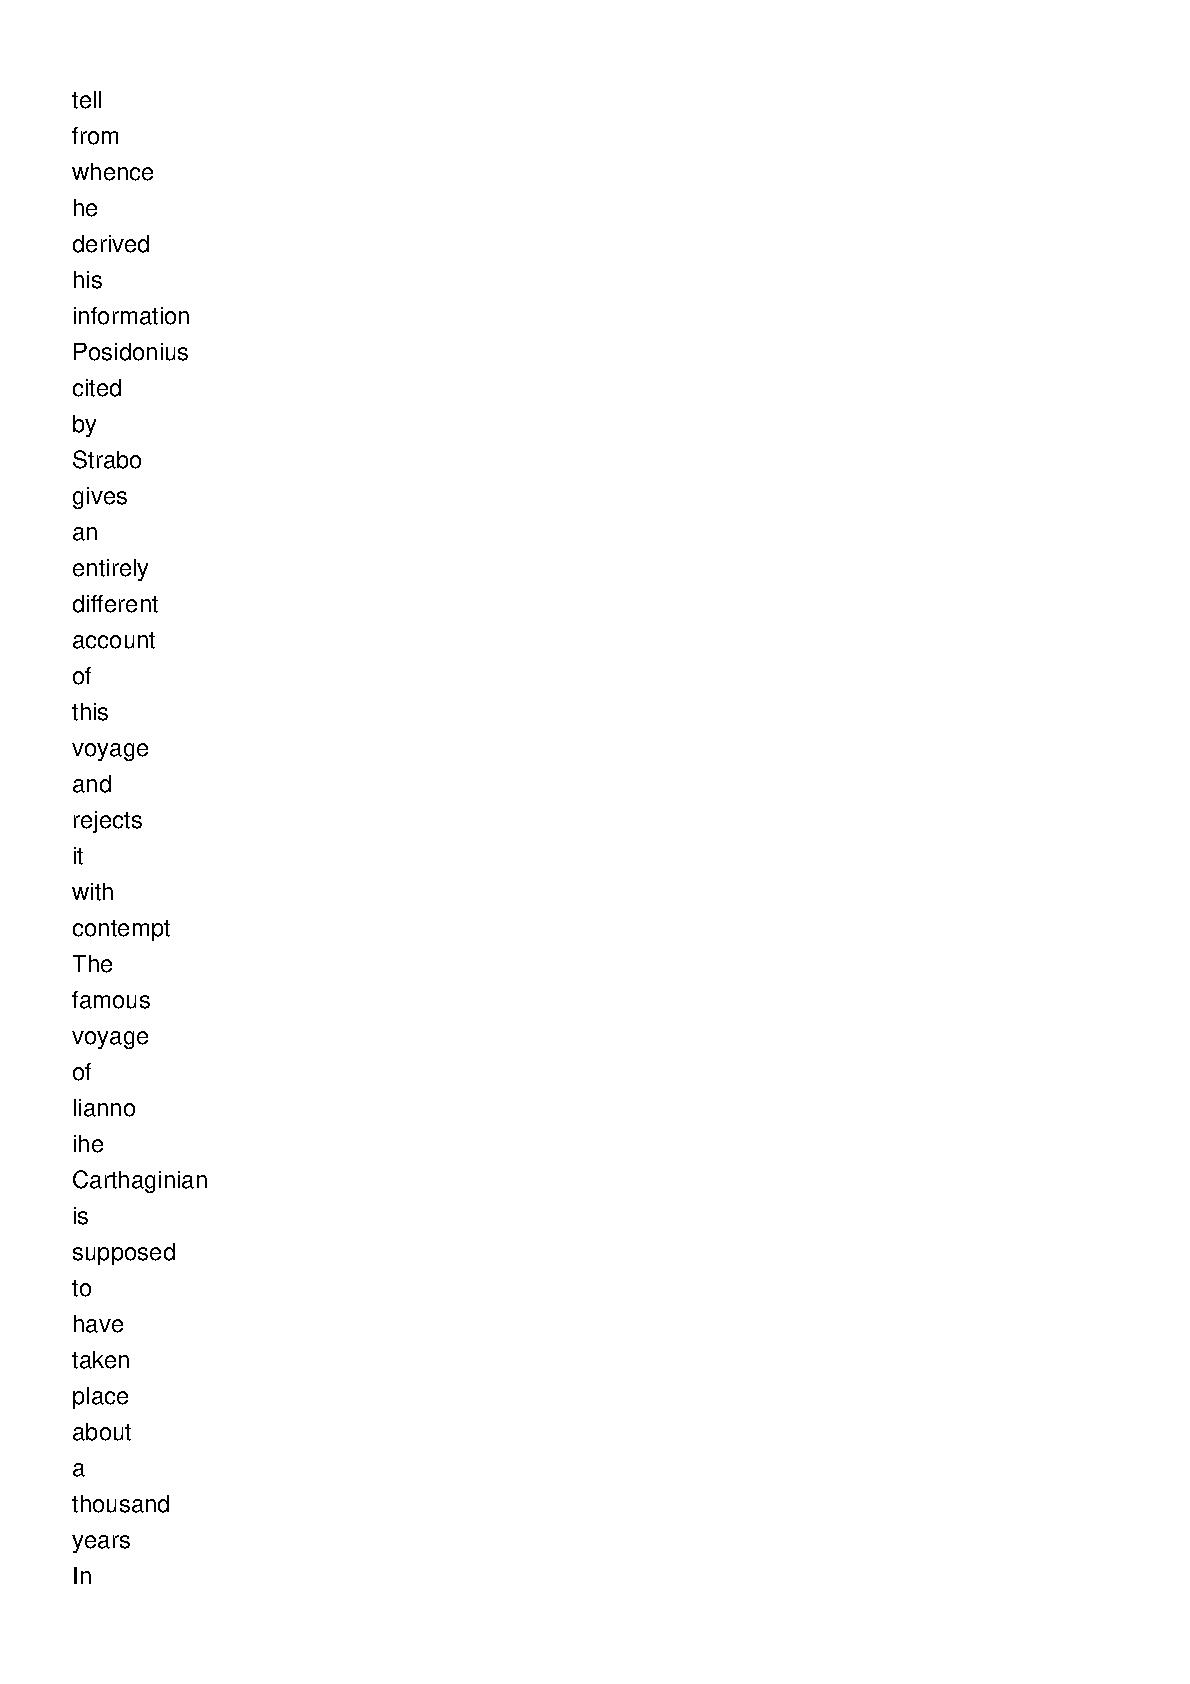 tell
from
whence
he
derived
his
information
Posidonius
cited
by
Strabo
gives
an
entirely
different
account
of
this
voyage
and
rejects
it
with
contempt
The
famous
voyage
of
lianno
ihe
Carthaginian
is
supposed
to
have
taken
place
about
a
thousand
years
In